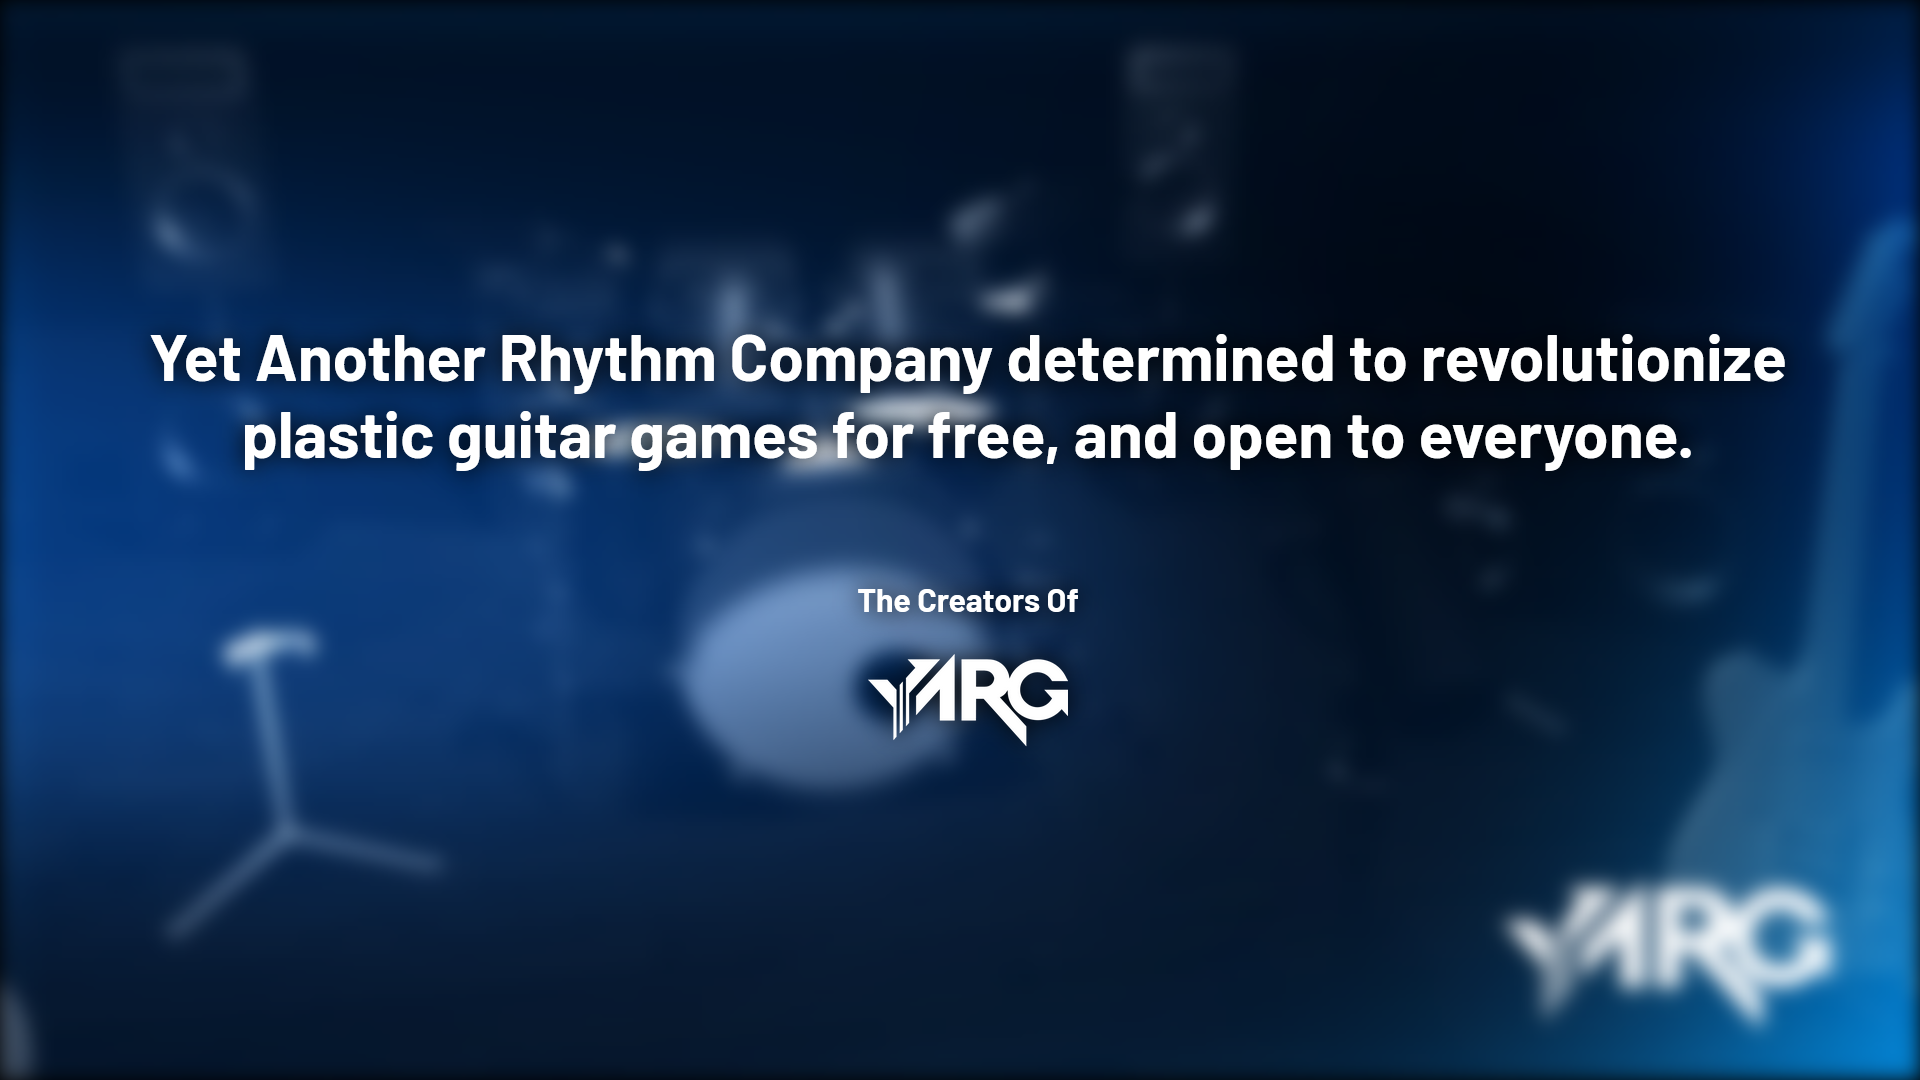 Yet Another Rhythm Company determined to revolutionize
plastic guitar games for free, and open to everyone.
The Creators Of
YARG
YARG